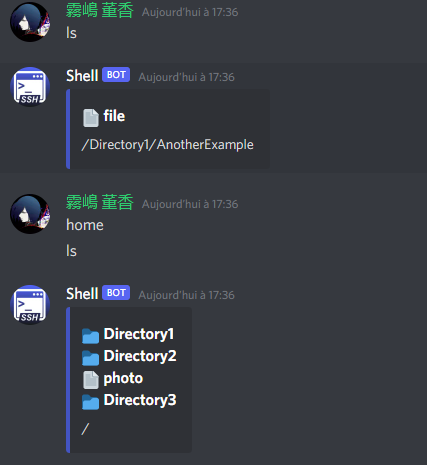 霧嶋 董香 Aujourd'hui à 17:36
ls
Shell BOT Aujourd'hui à 17:36
file
/Directory1/AnotherExample
霧嶋 董香 Aujourd'hui à 17:36
home
ls
Shell BOT Aujourd'hui à 17:36
Directory1
Directory2
photo
Directory3
/
>_
SSH
>_
SSH